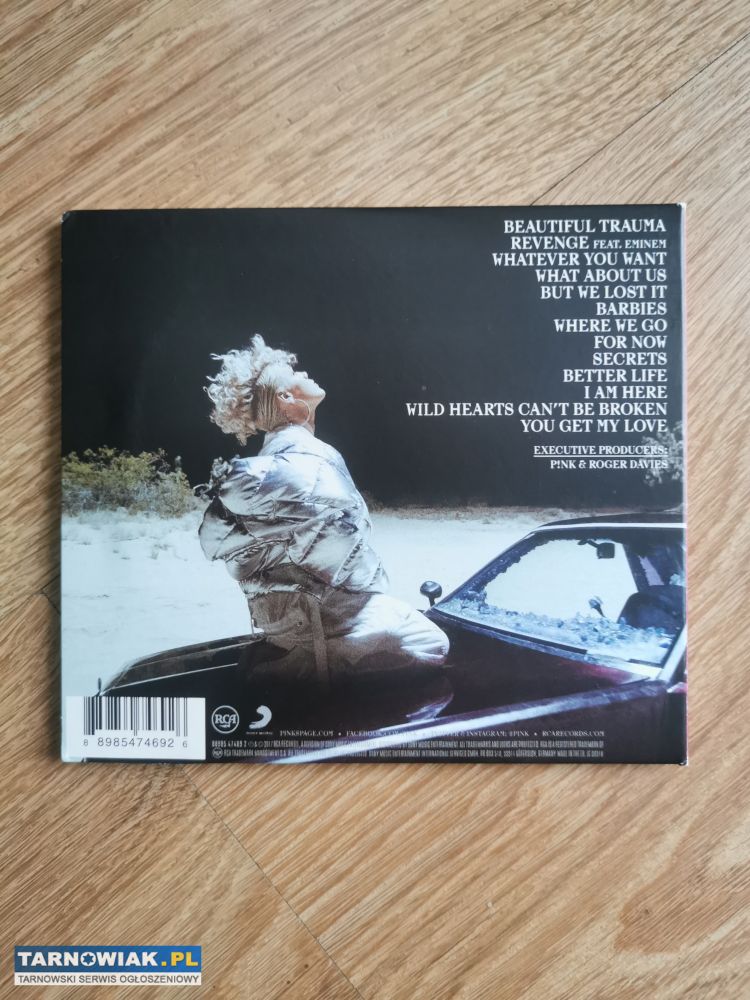 BEAUTIFUL TRAUMA
REVENGE FEAT. EMINEM
WHATEVER YOU WANT
WHAT ABOUT US
BUT WE LOST IT
BARBIES
WHERE WE GO
FOR NOW
SECRETS
BETTER LIFE
I AM HERE
WILD HEARTS CAN'T BE BROKEN
YOU GET MY LOVE
EXECUTIVE PRODUCERS:
P!NK & ROGER DAVIES
8 8985474692 6
RCA
PINKSPAGE.COM • & INSTAGRAM: @PINK • RCARECORDS.COM
TARNOWIAK.PL
TARNOWSKI SERWIS OGŁOSZENIOWY